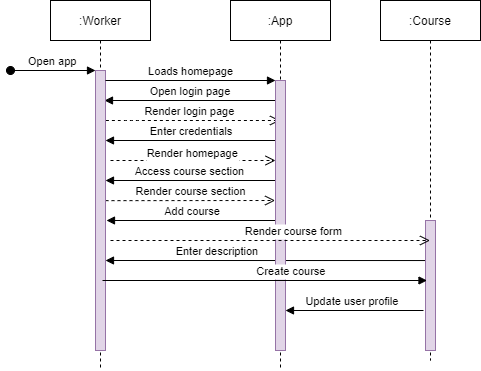 :Worker
:App
:Course
Open app
Loads homepage
Open login page
Render login page
Enter credentials
Render homepage
Access course section
Render course section
Add course
Render course form
Enter description
Create course
Update user profile